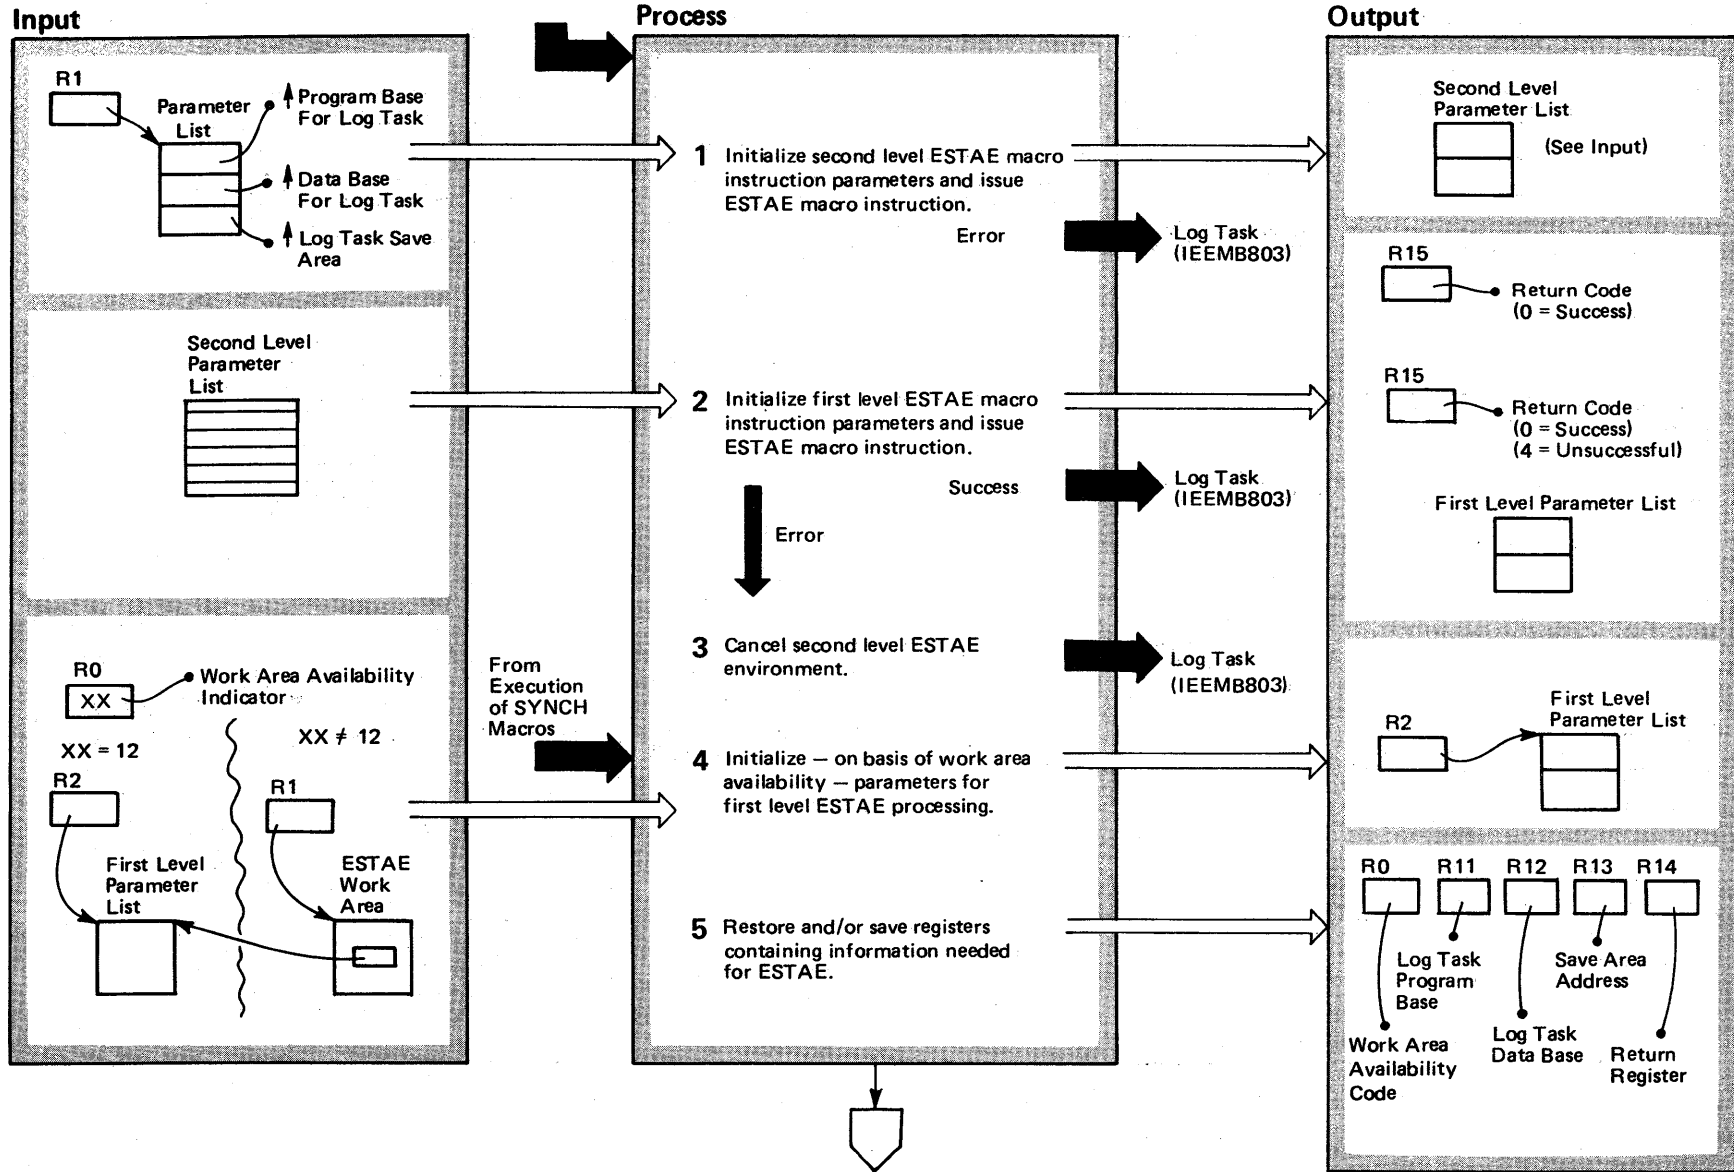 Input
R1
Parameter
List
Program Base
For Log Task
Data Base
For Log Task
Log Task Save
Area
Second Level
Parameter
List
R0
XX
Work Area Availability
Indicator
XX = 12
XX ≠ 12
R2
R1
First Level
Parameter
List
ESTAE
Work
Area
Process
1 Initialize second level ESTAE macro
instruction parameters and issue
ESTAE macro instruction.
Error
Log Task
(IEEMB803)
2 Initialize first level ESTAE macro
instruction parameters and issue
ESTAE macro instruction.
Success
Log Task
(IEEMB803)
Error
3 Cancel second level ESTAE
environment.
Log Task
(IEEMB803)
From
Execution
of SYNCH
Macros
4 Initialize – on basis of work area
availability – parameters for
first level ESTAE processing.
5 Restore and/or save registers
containing information needed
for ESTAE.
Output
Second Level
Parameter List
(See Input)
R15
Return Code
(0 = Success)
R15
Return Code
(0 = Success)
(4 = Unsuccessful)
First Level Parameter List
First Level
Parameter List
R2
R0 R11 R12 R13 R14
Log Task
Program
Base
Save Area
Address
Work Area
Availability
Code
Log Task
Data Base
Return
Register